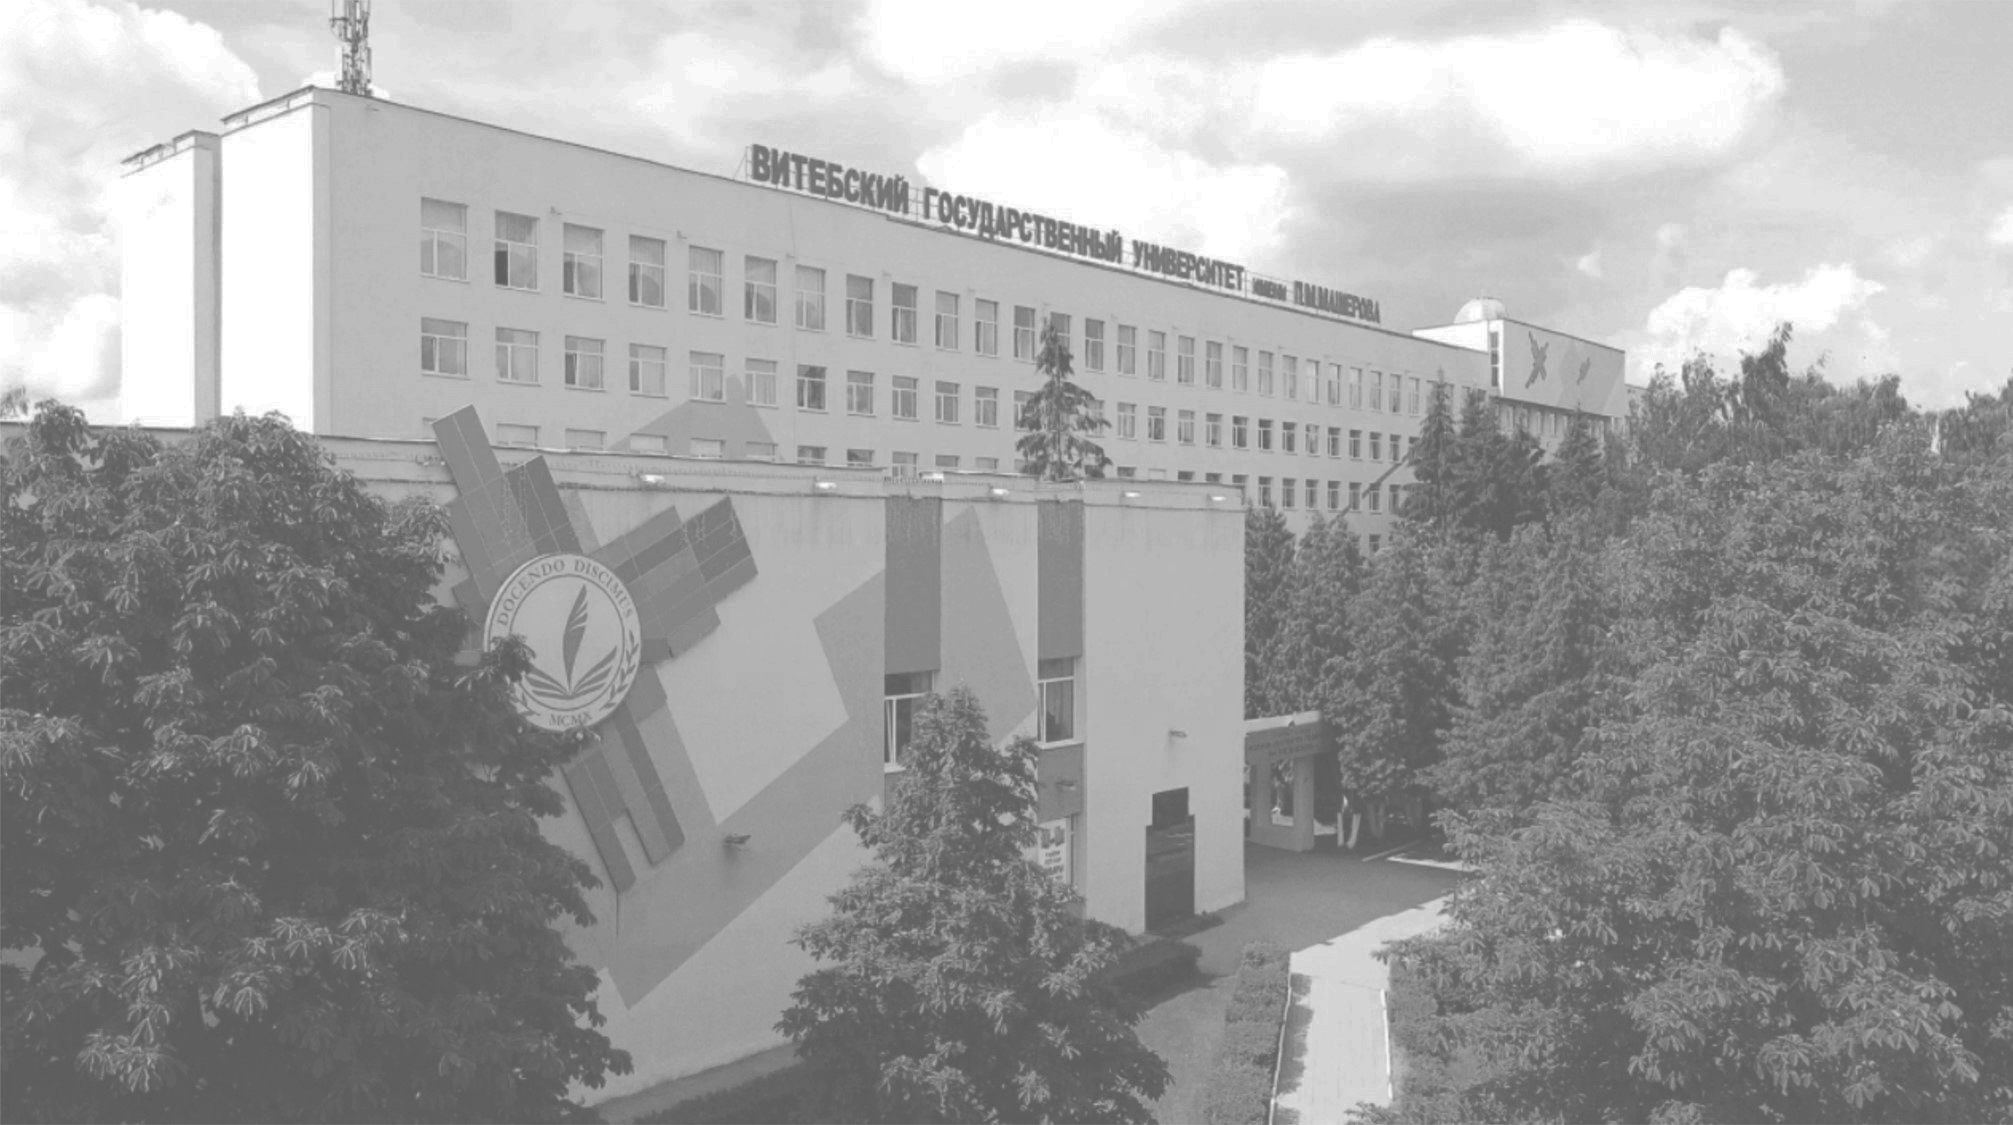 ВИТЕБСКИЙ ГОСУДАРСТВЕННЫЙ УНИВЕРСИТЕТ ИМЕНИ П.М.МАШЕРОВА
DOCENDO DISCIMUS
MCMX